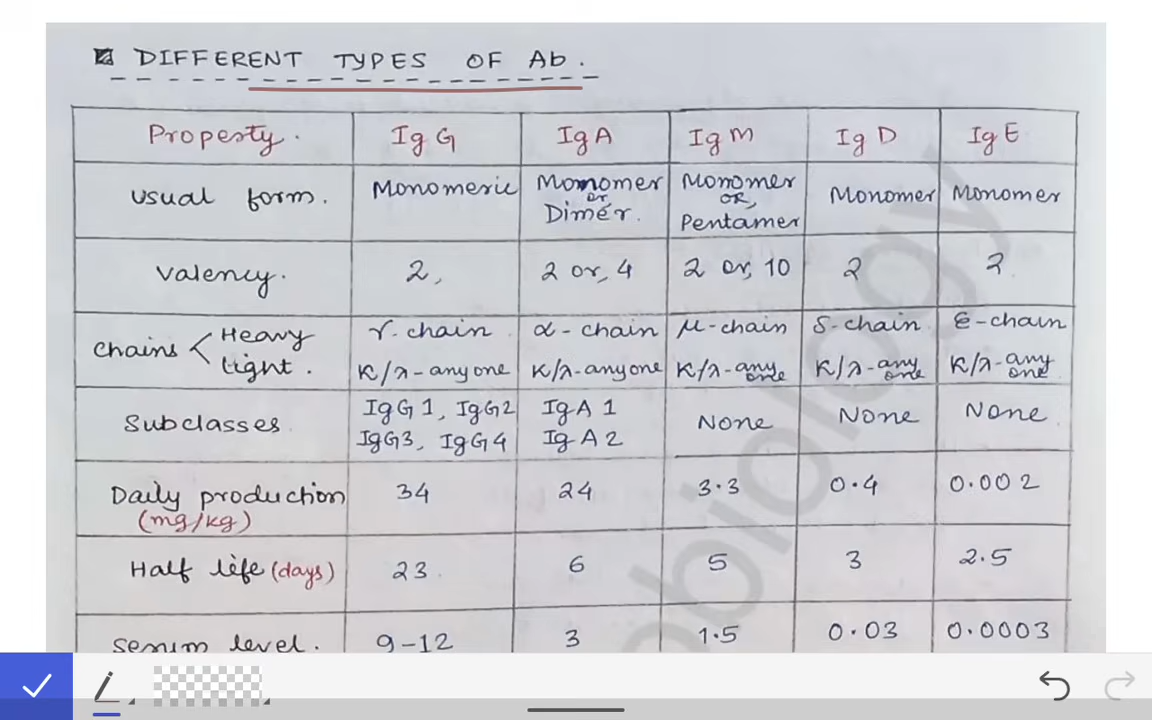 DIFFERENT TYPES OF Ab.
Property. IgG IgA IgM IgD IgE
Usual form. Monomeric Monomer or Dimer. Monomer OR, Pentamer Monomer Monomer
Valency. 2, 2 or, 4 2 or, 10 2 2
Chains < Heavy Light. γ-chain α-chain μ-chain δ-chain ε-chain
K/λ-anyone K/λ-anyone K/λ-any one K/λ-any one K/λ-any one
Subclasses IgG1, IgG2 IgG3, IgG4 IgA1 IgA2 None None None
Daily production (mg/kg) 34 24 3.3 0.4 0.002
Half life (days) 23 6 5 3 2.5
Serum level. 9-12 3 1.5 0.03 0.0003